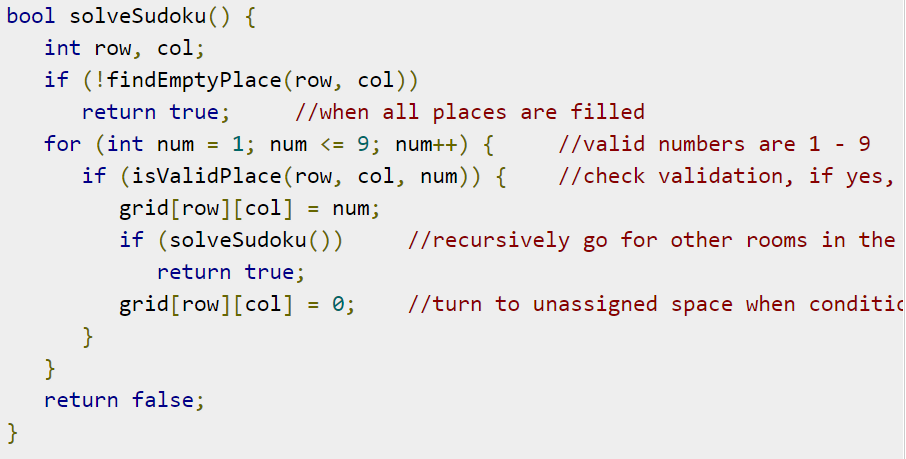 bool solveSudoku() {
   int row, col;
   if (!findEmptyPlace(row, col))
      return true;     //when all places are filled
   for (int num = 1; num <= 9; num++) {     //valid numbers are 1 - 9
      if (isValidPlace(row, col, num)) {    //check validation, if yes,
         grid[row][col] = num;
         if (solveSudoku())     //recursively go for other rooms in the
            return true;
         grid[row][col] = 0;    //turn to unassigned space when
      }
   }
   return false;
}